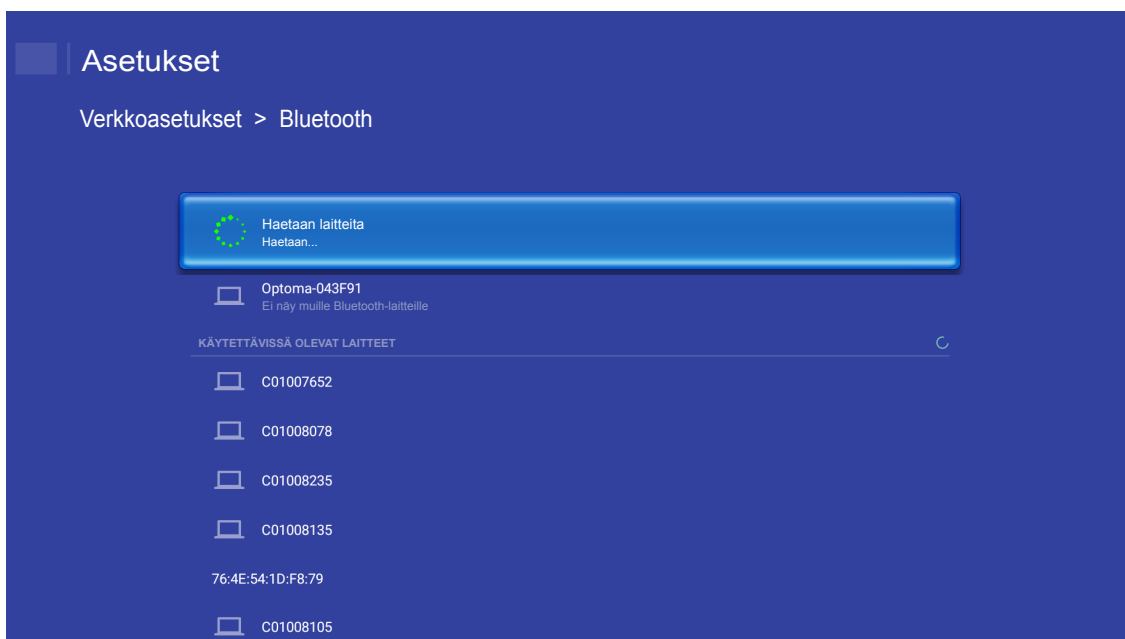 Asetukset
Verkkoasetukset > Bluetooth
Haetaan laitteita
Haetaan...
Optoma-043F91
Ei näy muille Bluetooth-laitteille
KÄYTETTÄVISSÄ OLEVAT LAITTEET
C01007652
C01008078
C01008235
C01008135
76:4E:54:1D:F8:79
C01008105